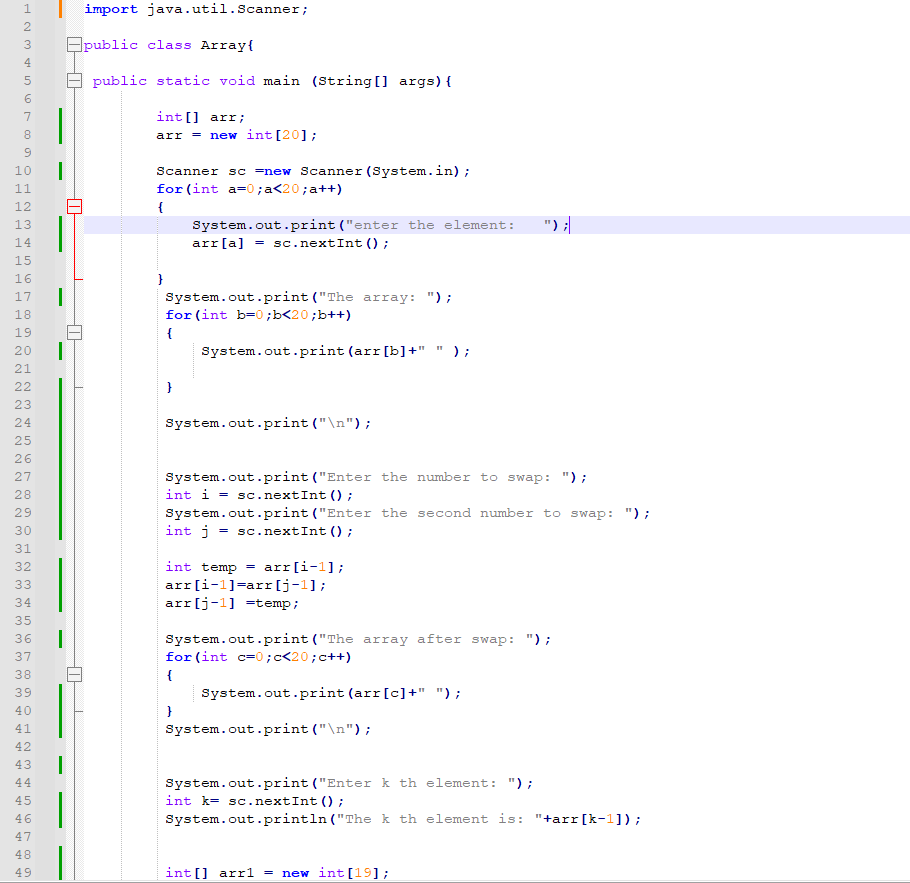 1 import java.util.Scanner;
2
3 public class Array{
4
5 public static void main (String[] args){
6
7 int[] arr;
8 arr = new int[20];
9
10 Scanner sc =new Scanner(System.in);
11 for(int a=0;a<20;a++)
12 {
13 System.out.print("enter the element:   ");
14 arr[a] = sc.nextInt();
15
16 }
17 System.out.print("The array: ");
18 for(int b=0;b<20;b++)
19 {
20 System.out.print(arr[b]+" " );
21
22 }
23
24 System.out.print("\n");
25
26
27 System.out.print("Enter the number to swap: ");
28 int i = sc.nextInt();
29 System.out.print("Enter the second number to swap: ");
30 int j = sc.nextInt();
31
32 int temp = arr[i-1];
33 arr[i-1]=arr[j-1];
34 arr[j-1] =temp;
35
36 System.out.print("The array after swap: ");
37 for(int c=0;c<20;c++)
38 {
39 System.out.print(arr[c]+" ");
40 }
41 System.out.print("\n");
42
43
44 System.out.print("Enter k th element: ");
45 int k= sc.nextInt();
46 System.out.println("The k th element is: "+arr[k-1]);
47
48
49 int[] arr1 = new int[19];